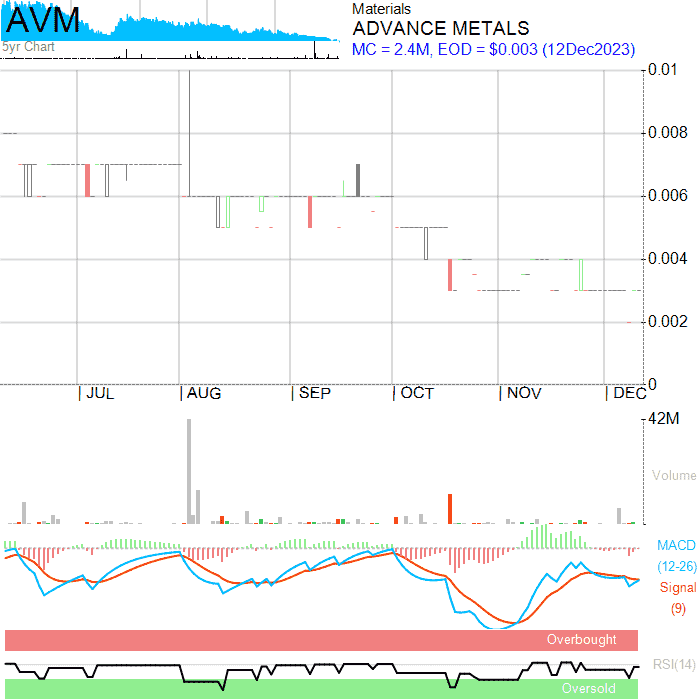 AVM
5yr Chart
Materials
ADVANCE METALS
MC = 2.4M, EOD = $0.003 (12Dec2023)
0.01
0.008
0.006
0.004
0.002
0
JUL AUG SEP OCT NOV DEC
42M
Volume
MACD
(12-26)
Signal
(9)
Overbought
RSI(14)
Oversold